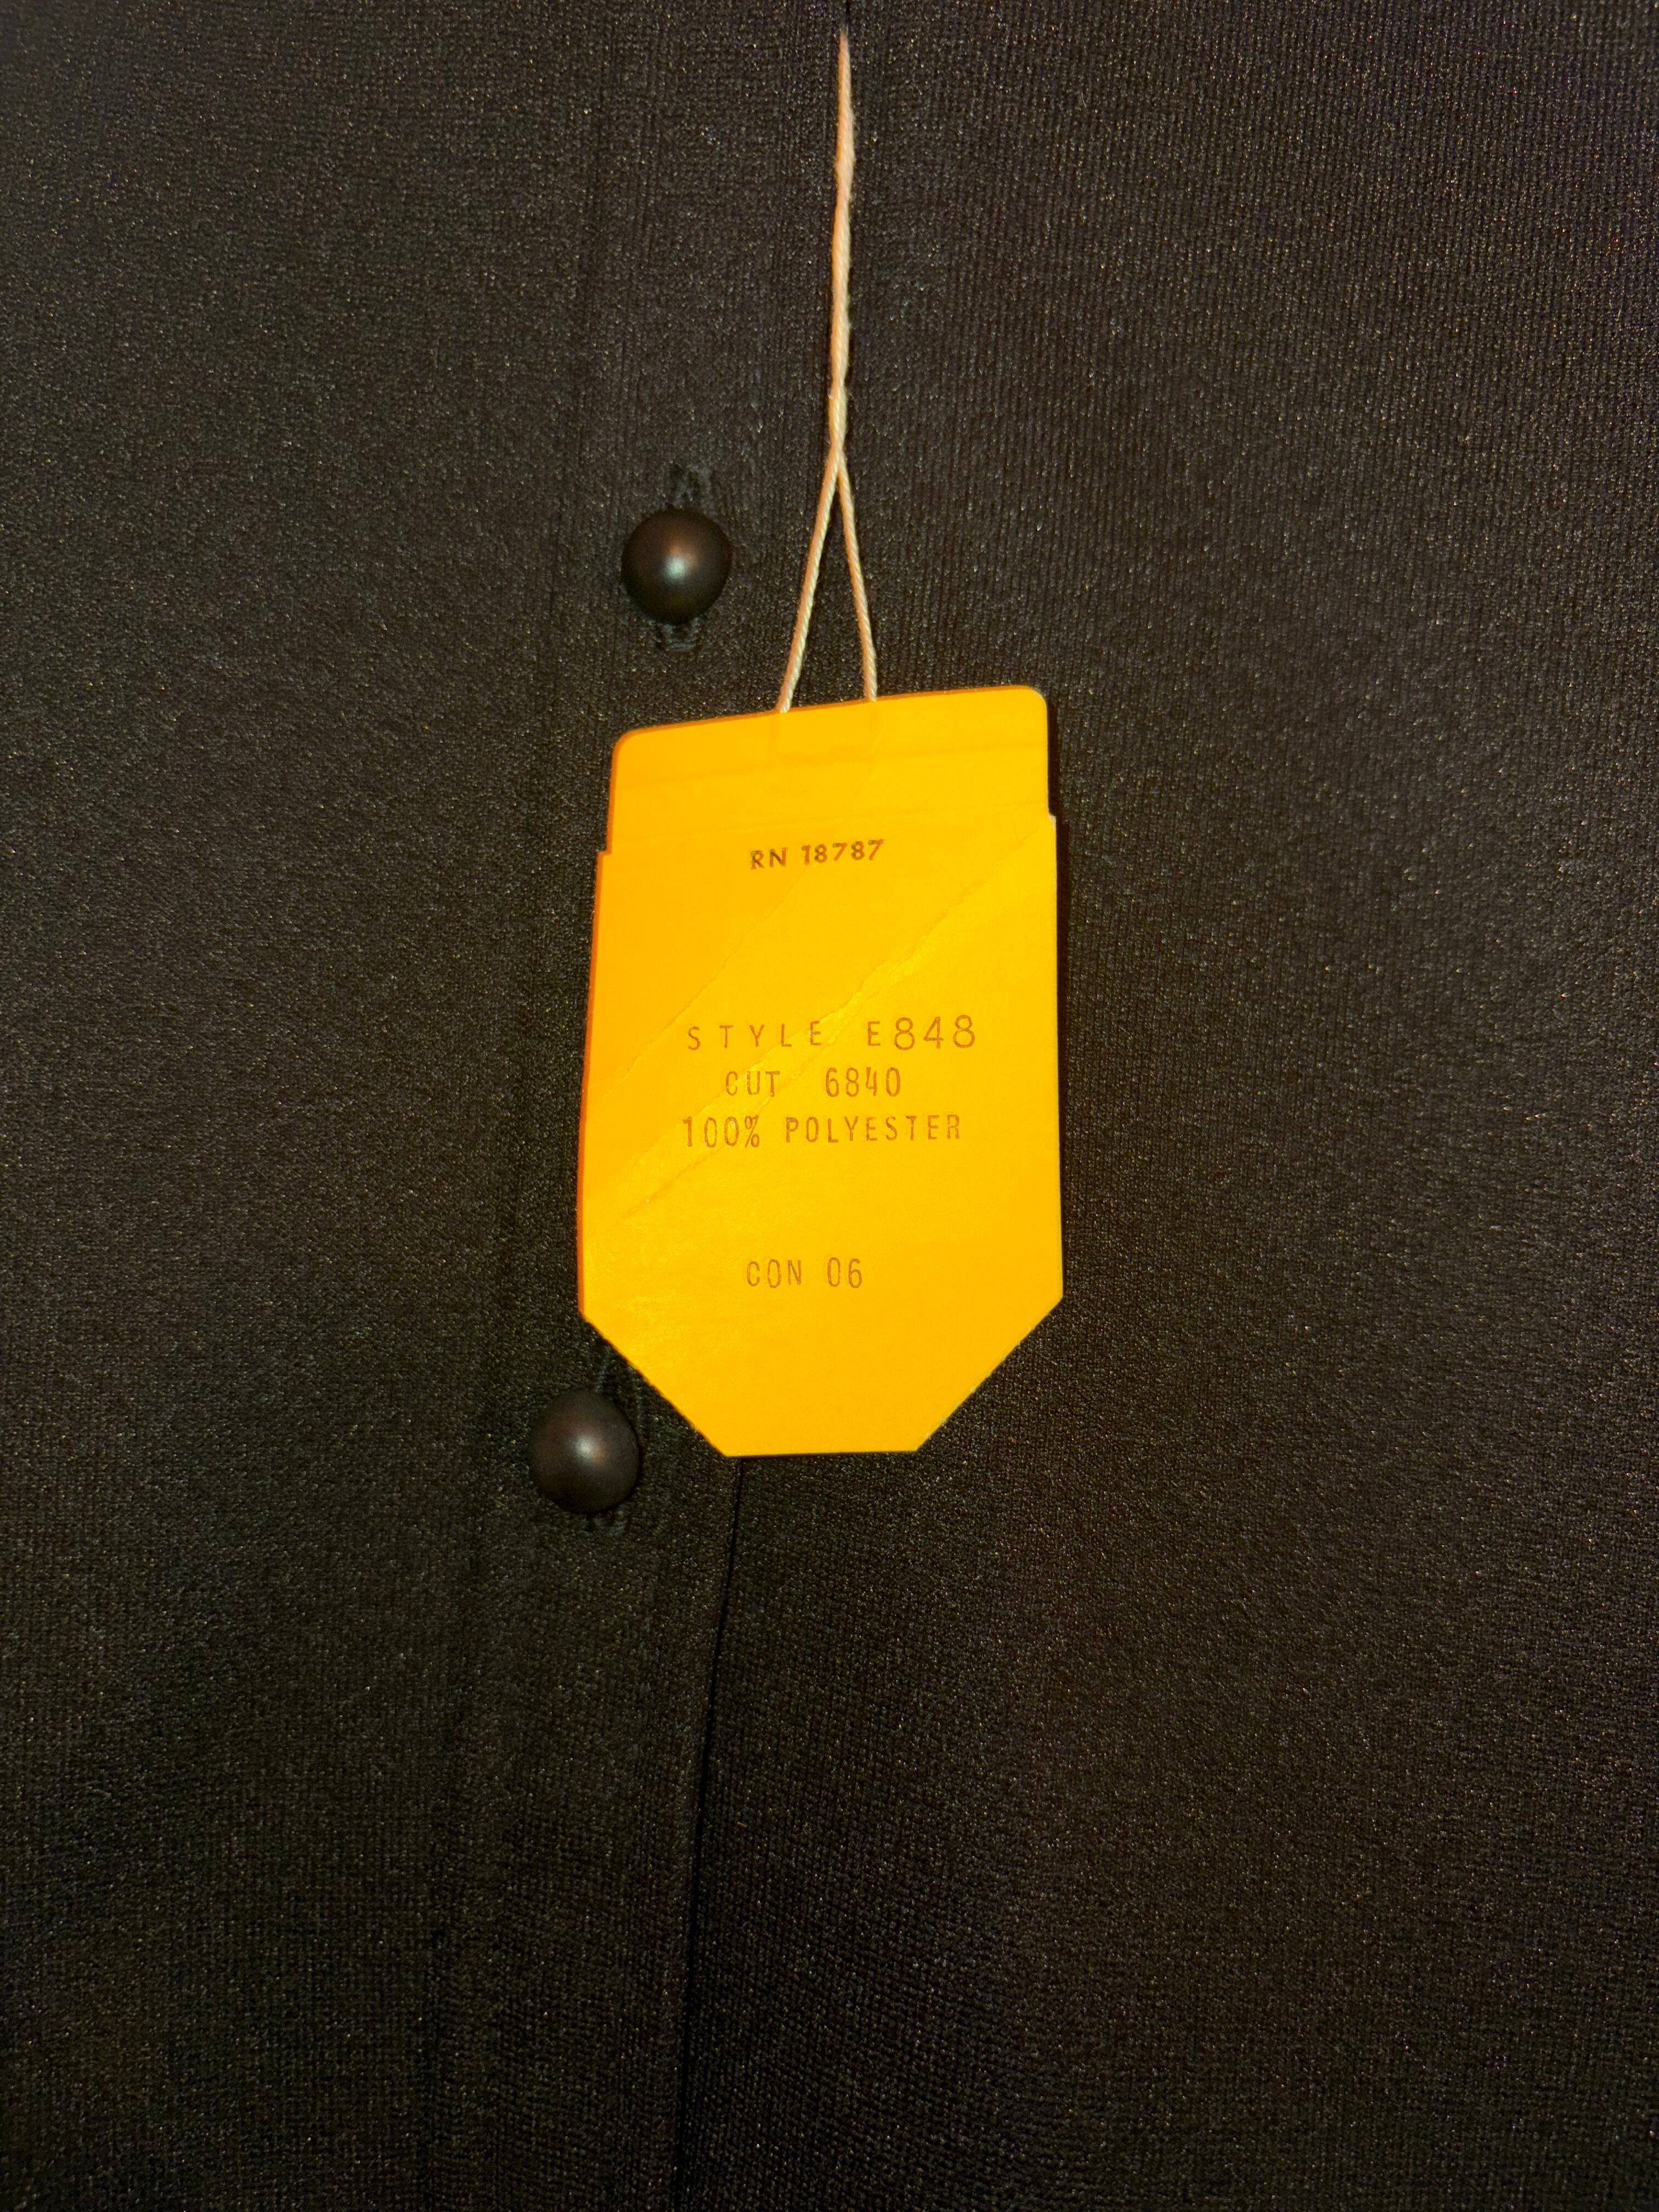 RN 18787
STYLE E848
CUT 6840
100% POLYESTER
CON 06